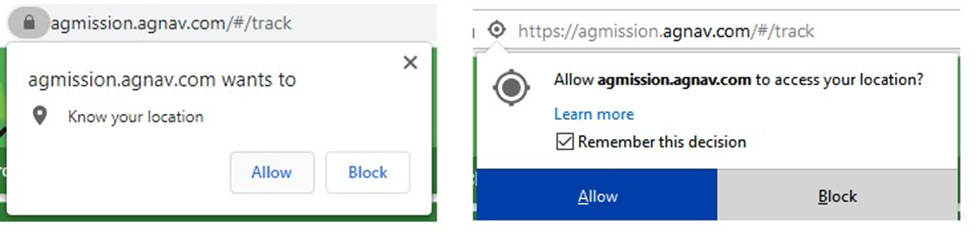 agmission.agnav.com/#/track
agmission.agnav.com wants to
Know your location
Allow Block
https://agmission.agnav.com/#/track
Allow agmission.agnav.com to access your location?
Learn more
Remember this decision
Allow Block